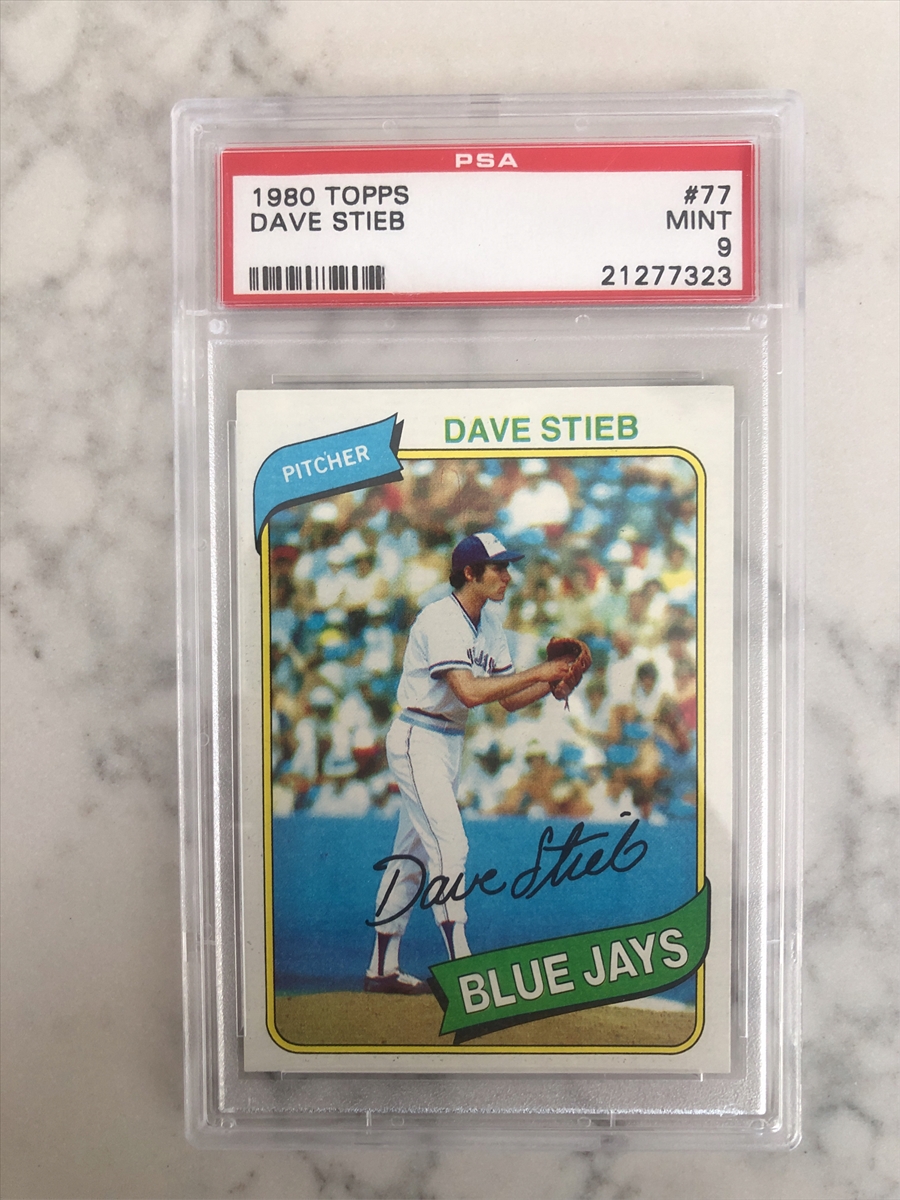 PSA
1980 TOPPS #77
DAVE STIEB MINT
9
21277323
DAVE STIEB
PITCHER
Dave Stieb
BLUE JAYS